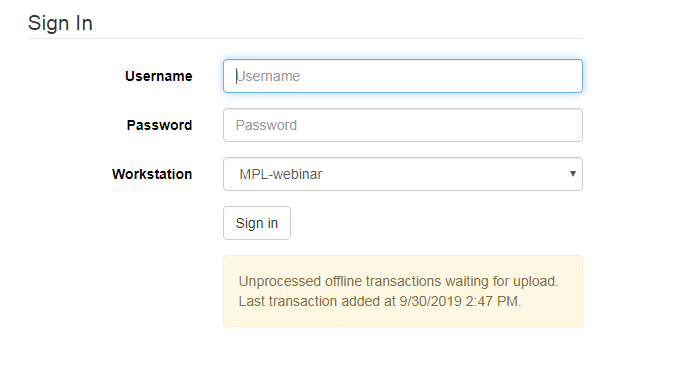 Sign In
Username
Username
Password
Password
Workstation
MPL-webinar
Sign in
Unprocessed offline transactions waiting for upload.
Last transaction added at 9/30/2019 2:47 PM.